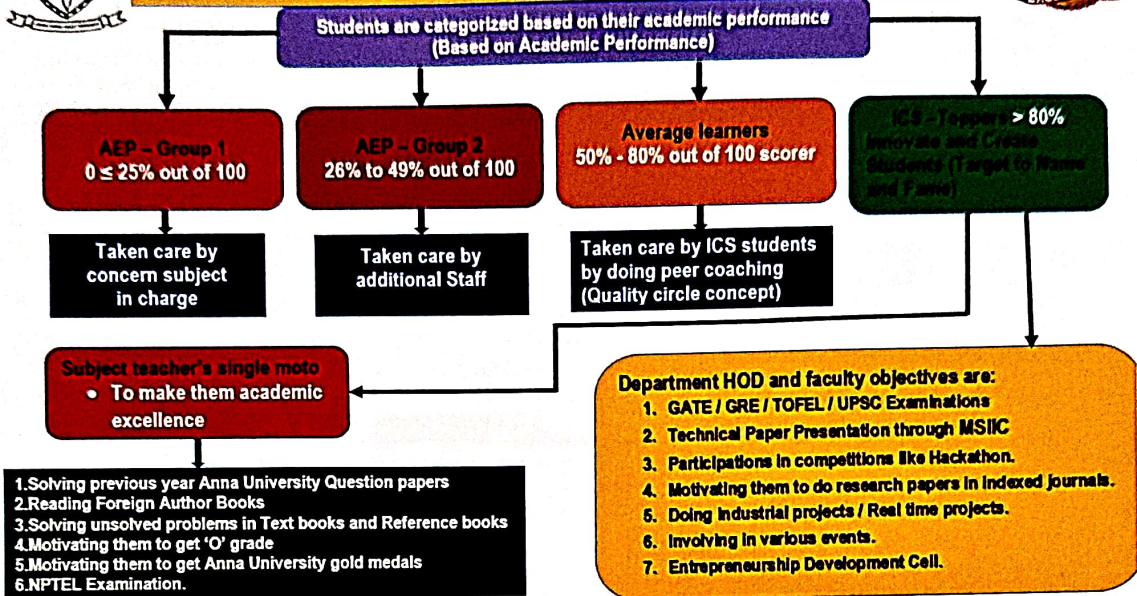 Students are categorized based on their academic performance
(Based on Academic Performance)
AEP – Group 1
0 ≤ 25% out of 100
AEP – Group 2
26% to 49% out of 100
Average learners
50% - 80% out of 100 scorer
ICS – Toppers > 80%
Innovate and Create
Students (Target to Name
and Fame)
Taken care by
concern subject
in charge
Taken care by
additional Staff
Taken care by ICS students
by doing peer coaching
(Quality circle concept)
Subject teacher's single moto
• To make them academic
excellence
1.Solving previous year Anna University Question papers
2.Reading Foreign Author Books
3.Solving unsolved problems in Text books and Reference books
4.Motivating them to get ‘O’ grade
5.Motivating them to get Anna University gold medals
6.NPTEL Examination.
Department HOD and faculty objectives are:
1. GATE / GRE / TOFEL / UPSC Examinations
2. Technical Paper Presentation through MSIIC
3. Participations in competitions like Hackathon.
4. Motivating them to do research papers in indexed journals.
5. Doing Industrial projects / Real time projects.
6. Involving in various events.
7. Entrepreneurship Development Cell.